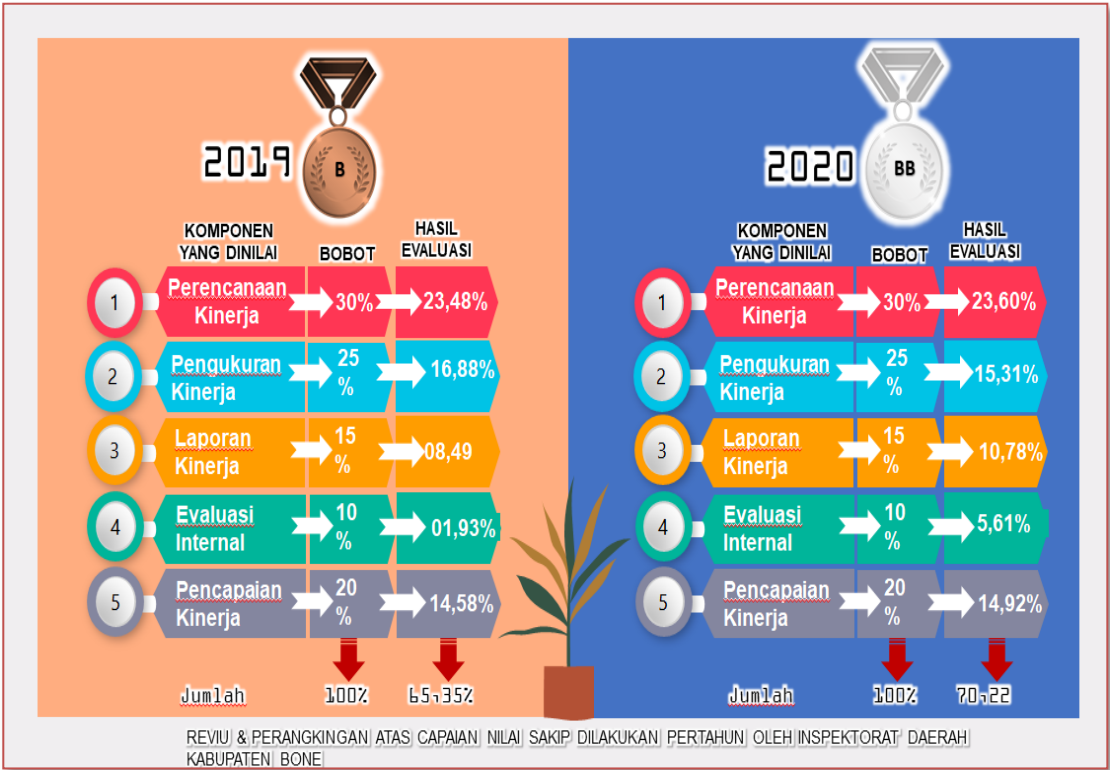 2019
B
KOMPONEN
YANG DINILAI
BOBOT
HASIL
EVALUASI
1
Perencanaan
Kinerja
30%
23,48%
2
Pengukuran
Kinerja
25
%
16,88%
3
Laporan
Kinerja
15
%
08,49
4
Evaluasi
Internal
10
%
01,93%
5
Pencapaian
Kinerja
20
%
14,58%
Jumlah
100%
65,35%
2020
BB
KOMPONEN
YANG DINILAI
BOBOT
HASIL
EVALUASI
1
Perencanaan
Kinerja
30%
23,60%
2
Pengukuran
Kinerja
25
%
15,31%
3
Laporan
Kinerja
15
%
10,78%
4
Evaluasi
Internal
10
%
5,61%
5
Pencapaian
Kinerja
20
%
14,92%
Jumlah
100%
70,22
REVIU & PERANGKINGAN ATAS CAPAIAN NILAI SAKIP DILAKUKAN PERTAHUN OLEH INSPEKTORAT DAERAH
KABUPATEN BONE